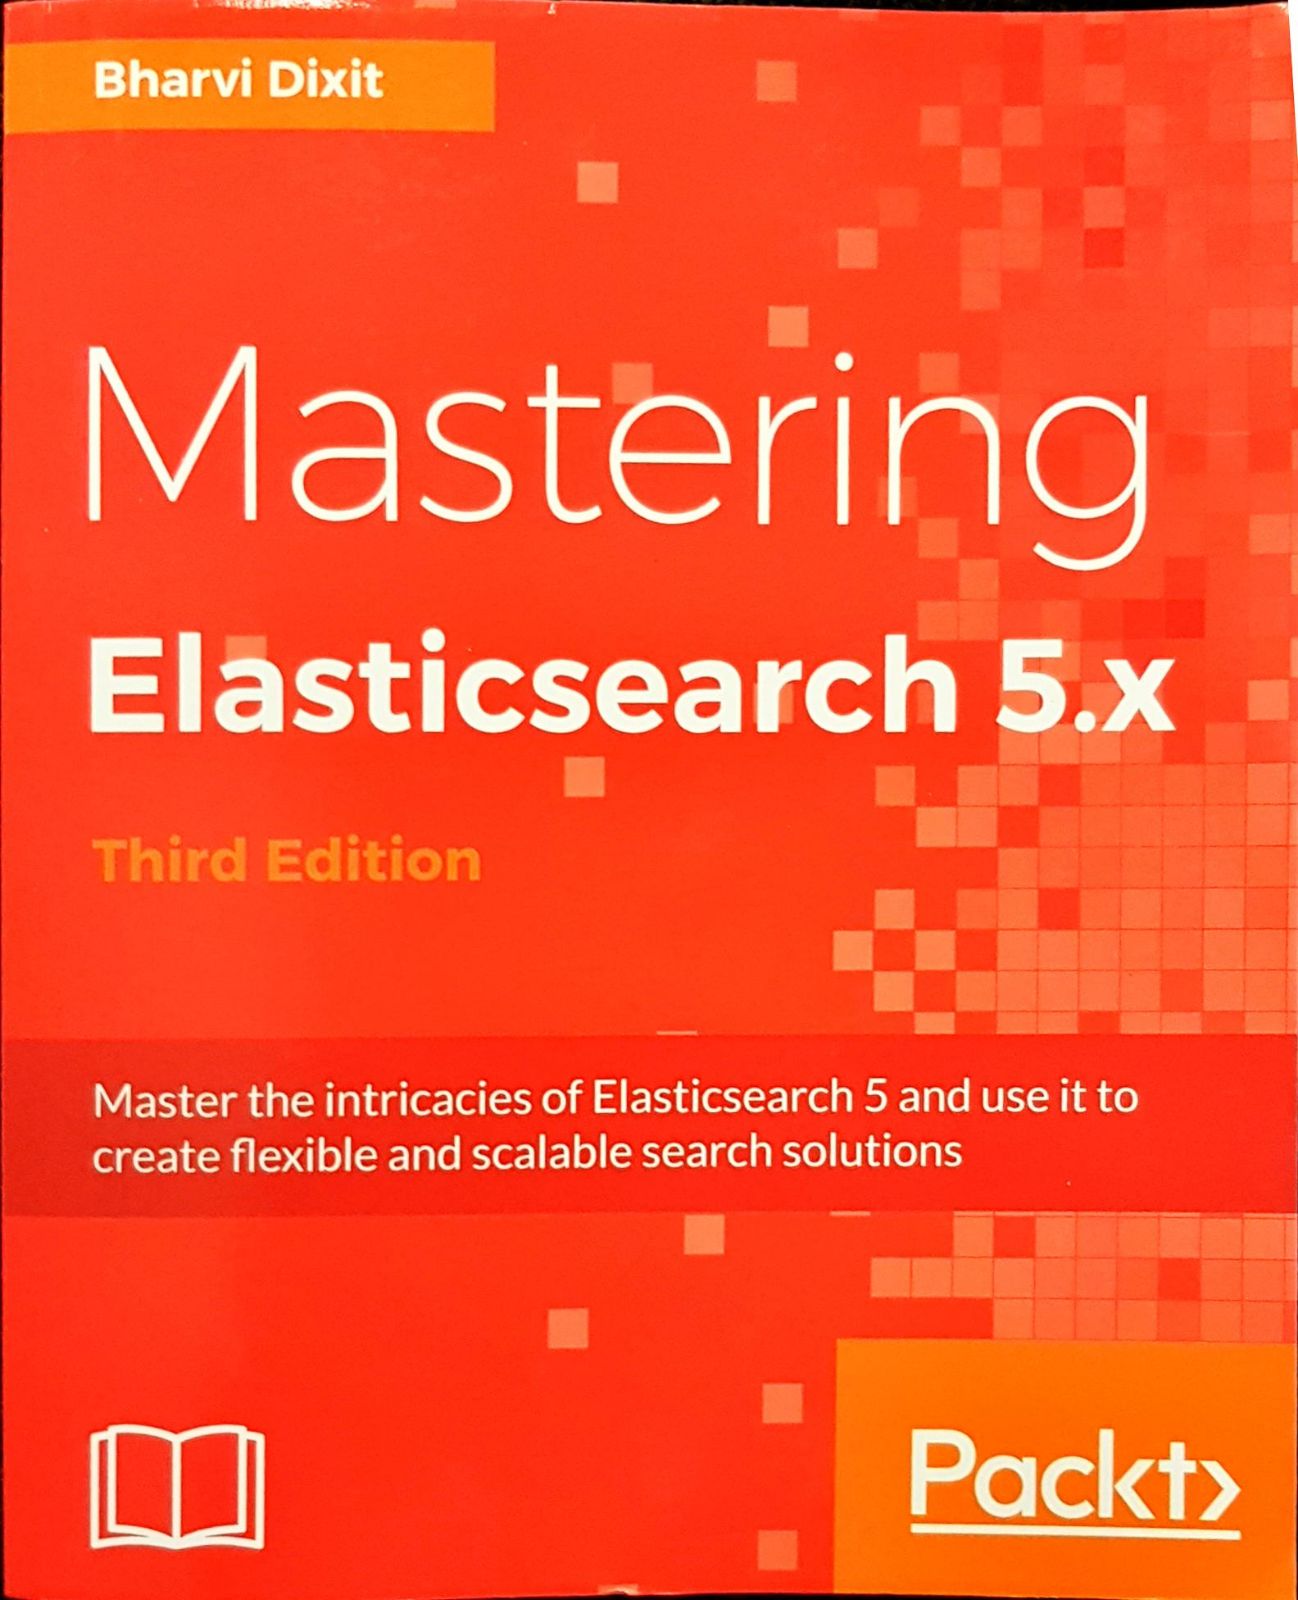 Bharvi Dixit
Mastering
Elasticsearch 5.x
Third Edition
Master the intricacies of Elasticsearch 5 and use it to
create flexible and scalable search solutions
Packt>